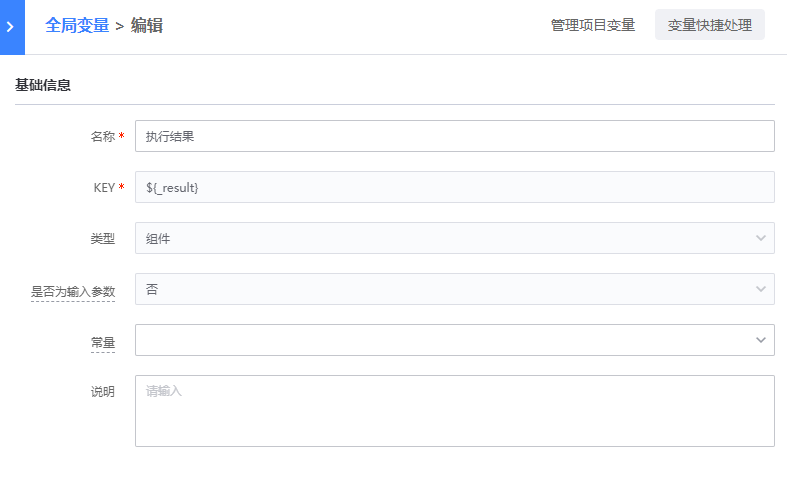 全局变量 > 编辑 管理项目变量 变量快捷处理
基础信息
名称 * 执行结果
KEY * ${_result}
类型 组件
是否为输入参数 否
常量
说明 请输入